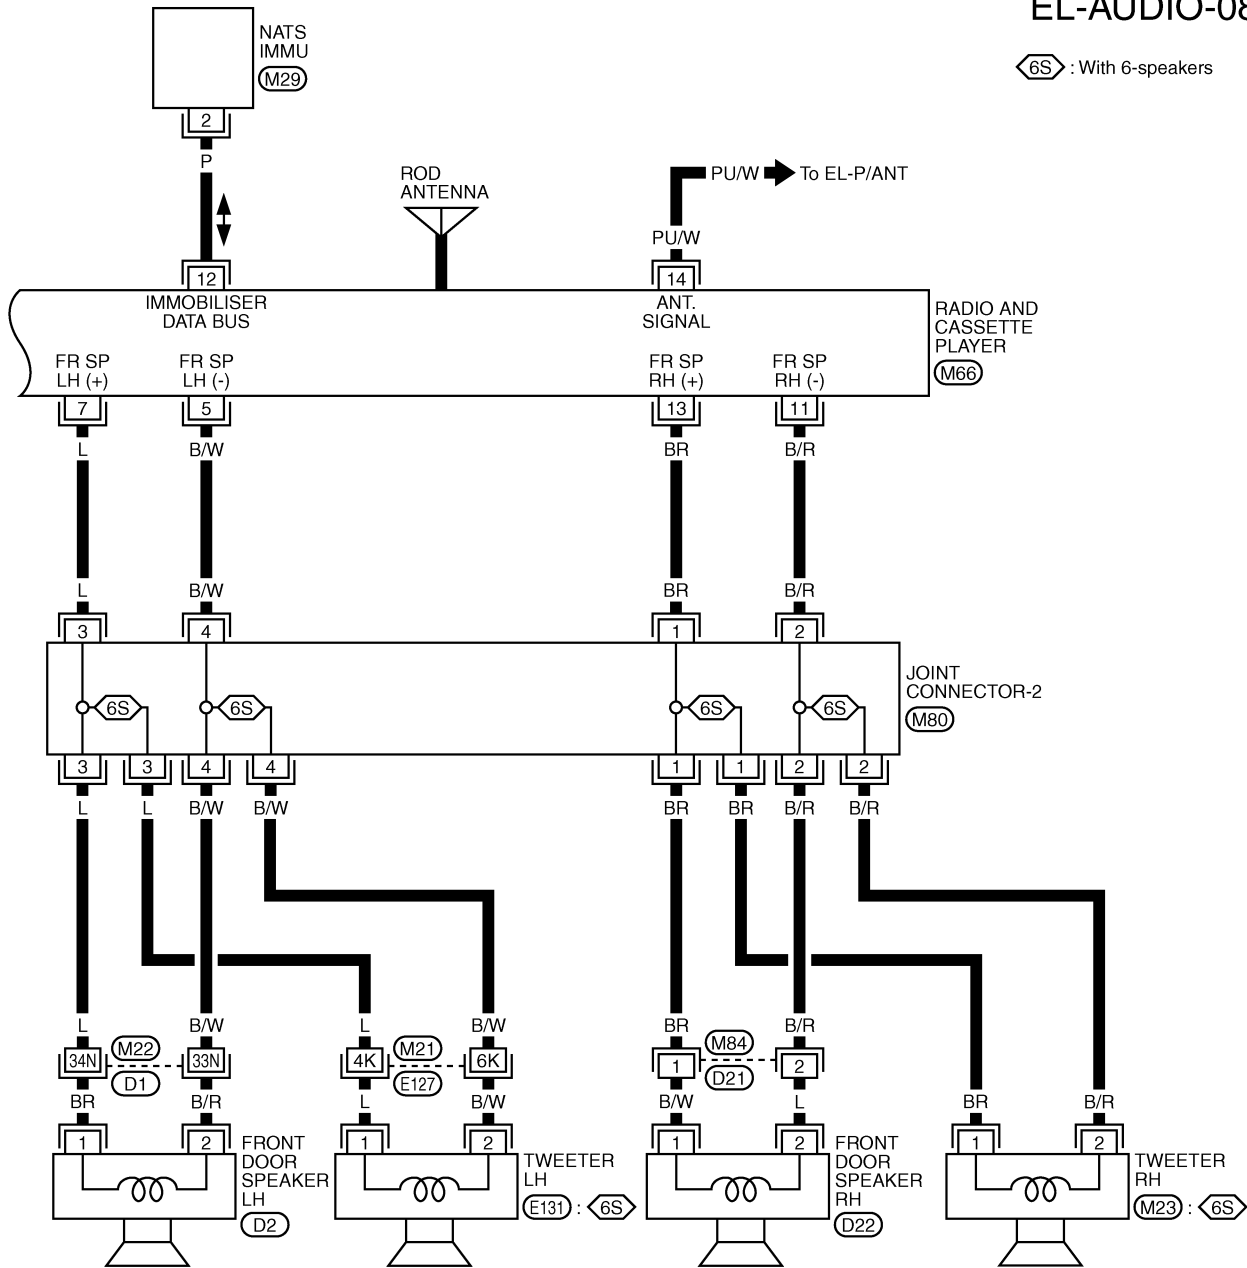 EL-AUDIO-08
6S : With 6-speakers
NATS
IMMU
M29
2
P
ROD
ANTENNA
PU/W To EL-P/ANT
PU/W
12 14
IMMOBILISER
DATA BUS
ANT.
SIGNAL
RADIO AND
CASSETTE
PLAYER
M66
FR SP
LH (+)
FR SP
LH (-)
FR SP
RH (+)
FR SP
RH (-)
7 5 13 11
L B/W BR B/R
L B/W BR B/R
3 4 1 2
JOINT
CONNECTOR-2
M80
6S 6S 6S 6S
3 3 4 4 1 1 2 2
L L B/W B/W BR BR B/R B/R
L B/W L B/W BR B/R
34N M22 33N 4K M21 6K 1 M84 2
D1 E127 D21
BR B/R L B/W B/W L BR B/R
1 2 1 2 1 2 1 2
FRONT
DOOR
SPEAKER
LH
D2
TWEETER
LH
E131 : 6S
FRONT
DOOR
SPEAKER
RH
D22
TWEETER
RH
M23 : 6S